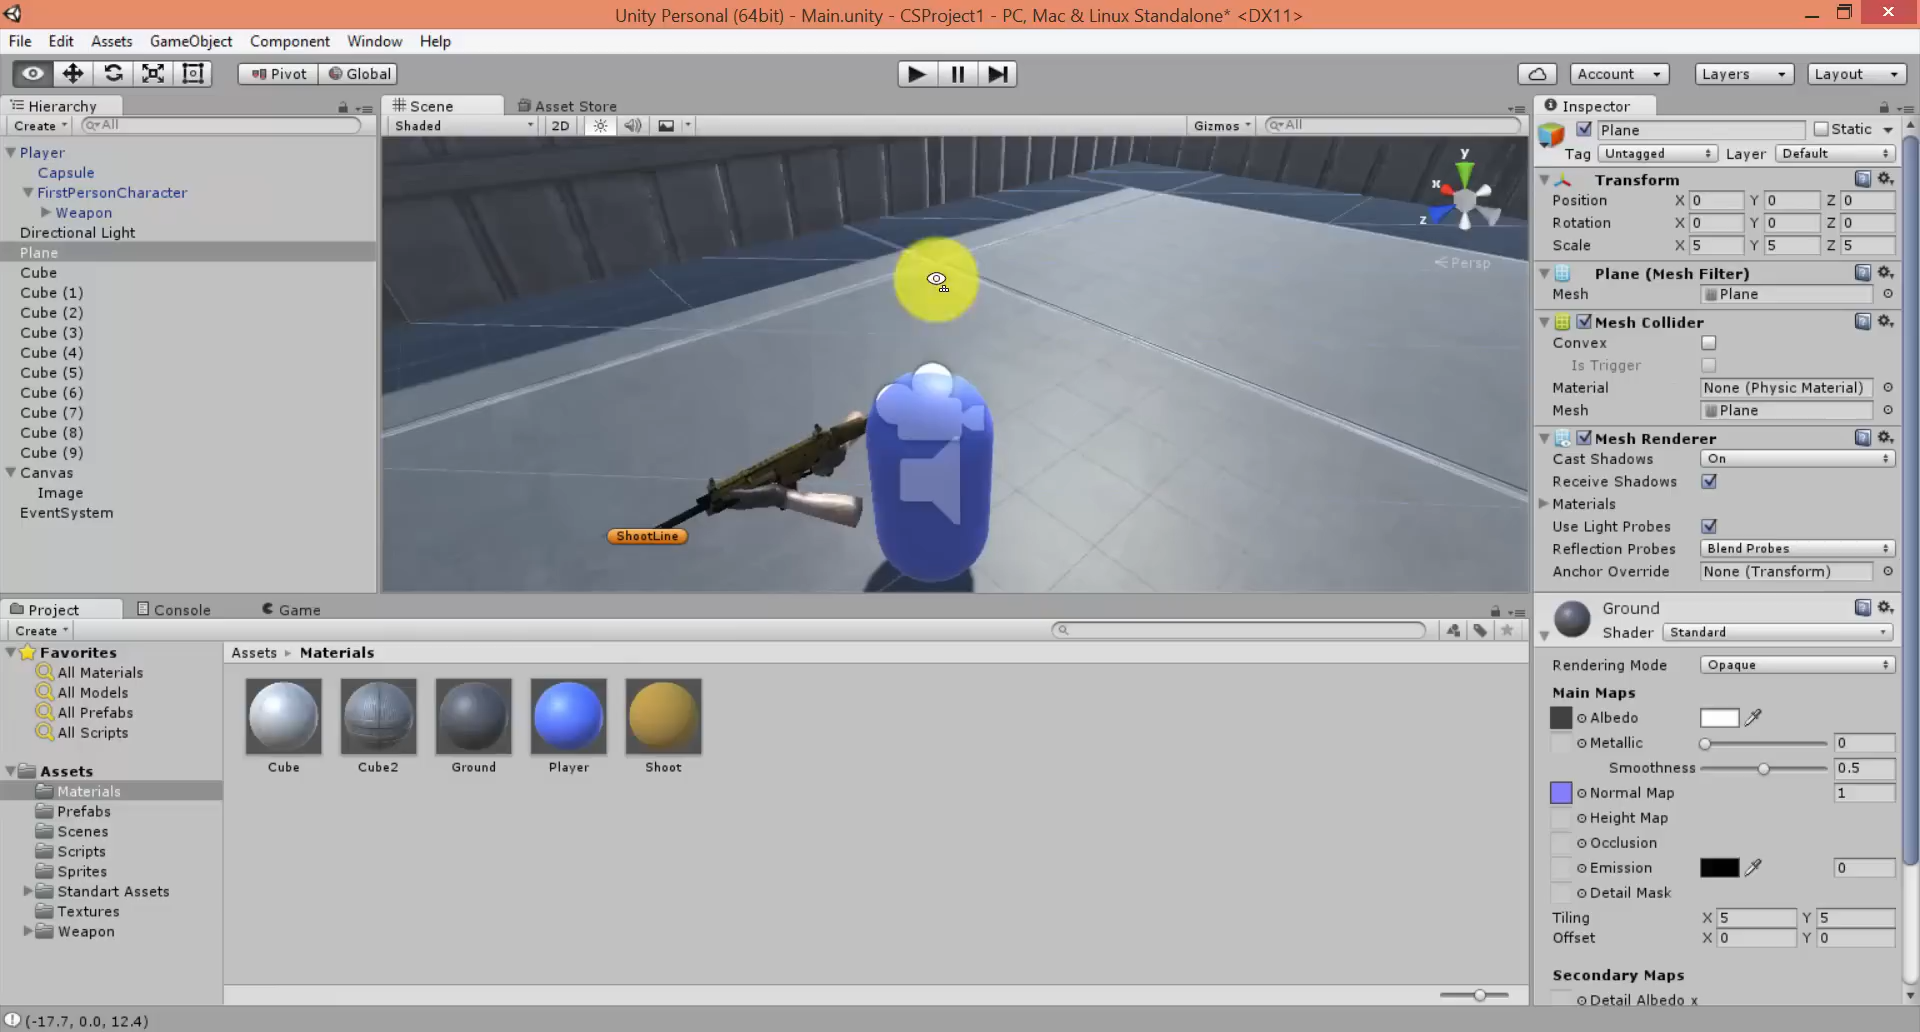 Unity Personal (64bit) - Main.unity - CSProject1 - PC, Mac & Linux Standalone* <DX11>
File Edit Assets GameObject Component Window Help
Pivot Global Account Layers Layout
Hierarchy
Create All
Player
Capsule
FirstPersonCharacter
Weapon
Directional Light
Plane
Cube
Cube (1)
Cube (2)
Cube (3)
Cube (4)
Cube (5)
Cube (6)
Cube (7)
Cube (8)
Cube (9)
Canvas
Image
EventSystem
Scene Asset Store
Shaded 2D Gizmos All
y
x
z
Persp
ShootLine
Inspector
Plane Static
Tag Untagged Layer Default
Transform
Position X 0 Y 0 Z 0
Rotation X 0 Y 0 Z 0
Scale X 5 Y 5 Z 5
Plane (Mesh Filter)
Mesh Plane
Mesh Collider
Convex
Is Trigger
Material None (Physic Material)
Mesh Plane
Mesh Renderer
Cast Shadows On
Receive Shadows
Materials
Use Light Probes
Reflection Probes Blend Probes
Anchor Override None (Transform)
Ground
Shader Standard
Rendering Mode Opaque
Main Maps
Albedo
Metallic 0
Smoothness 0.5
Normal Map 1
Height Map
Occlusion
Emission 0
Detail Mask
Tiling X 5 Y 5
Offset X 0 Y 0
Secondary Maps
Detail Albedo x
Project Console Game
Create
Favorites
All Materials
All Models
All Prefabs
All Scripts
Assets
Materials
Prefabs
Scenes
Scripts
Sprites
Standart Assets
Textures
Weapon
Assets Materials
Cube Cube2 Ground Player Shoot
(-17.7, 0.0, 12.4)